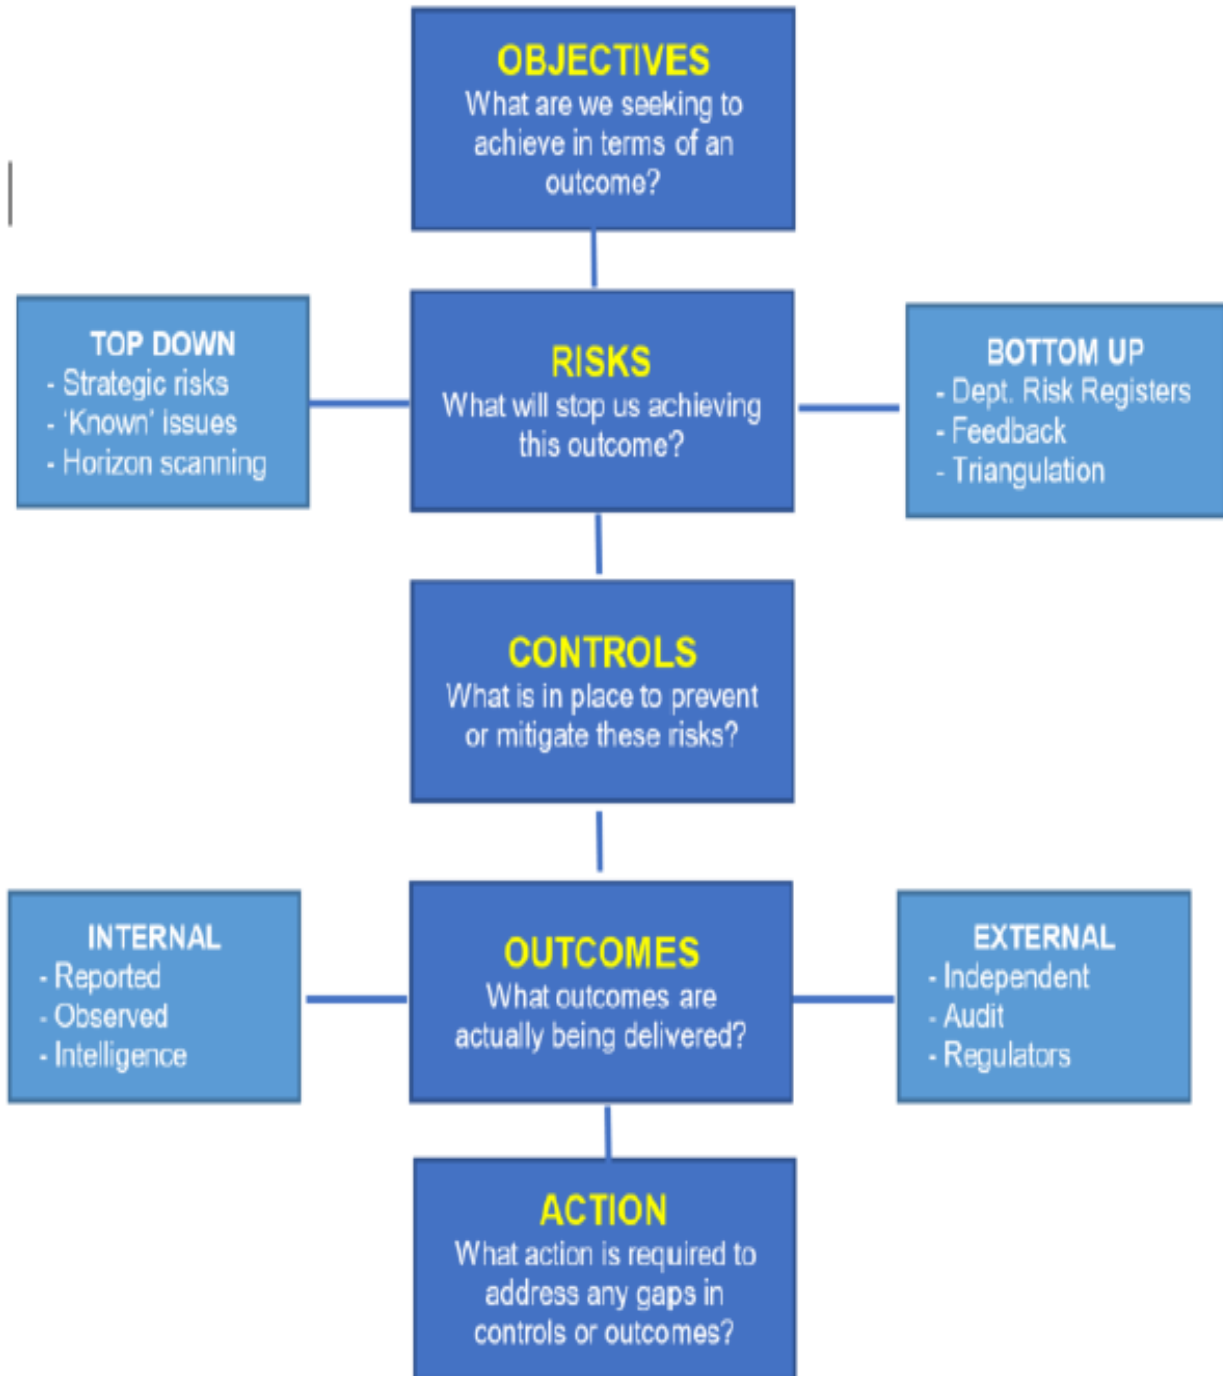 OBJECTIVES
What are we seeking to
achieve in terms of an
outcome?
TOP DOWN
- Strategic risks
- ‘Known’ issues
- Horizon scanning
RISKS
What will stop us achieving
this outcome?
BOTTOM UP
- Dept. Risk Registers
- Feedback
- Triangulation
CONTROLS
What is in place to prevent
or mitigate these risks?
INTERNAL
- Reported
- Observed
- Intelligence
OUTCOMES
What outcomes are
actually being delivered?
EXTERNAL
- Independent
- Audit
- Regulators
ACTION
What action is required to
address any gaps in
controls or outcomes?